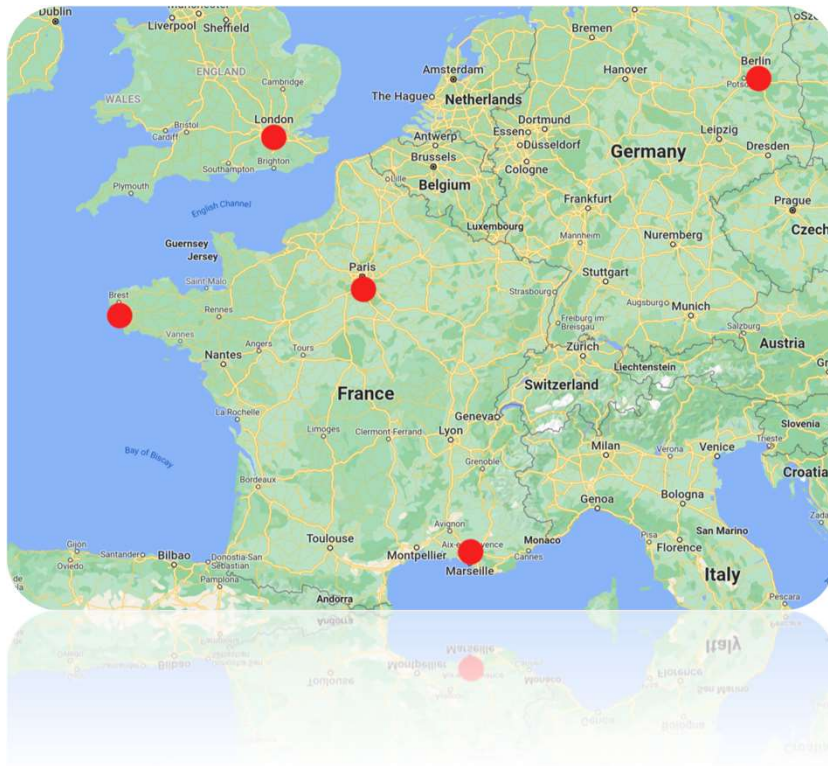 Dublin
Liverpool
Sheffield
ENGLAND
WALES
Cambridge
London
Bristol
Cardiff
Southampton
Brighton
Plymouth
English Channel
Guernsey
Jersey
Amsterdam
The Hague
Netherlands
Antwerp
Brussels
Belgium
Lille
Luxembourg
Bremen
Hanover
Berlin
Dortmund
Essen
Düsseldorf
Cologne
Germany
Leipzig
Dresden
Frankfurt
Prague
Czech
Mannheim
Nuremberg
Stuttgart
Strasbourg
Augsburg
Munich
Freiburg im
Breisgau
Salzburg
Zürich
Liechtenstein
Austria
Switzerland
Paris
Brest
Saint-Malo
Rennes
Vannes
Angers
Tours
Nantes
France
La Rochelle
Limoges
Clermont-Ferrand
Lyon
Geneva
Grenoble
Bay of Biscay
Bordeaux
Milan
Verona
Venice
Trieste
Slovenia
Croatia
Genoa
Bologna
Avignon
Toulouse
Montpellier
Marseille
Monaco
Cannes
Pisa
Florence
San Marino
Italy
Pescara
Gijón
Oviedo
Santander
Bilbao
Donostia-San
Sebastian
Pamplona
Andorra